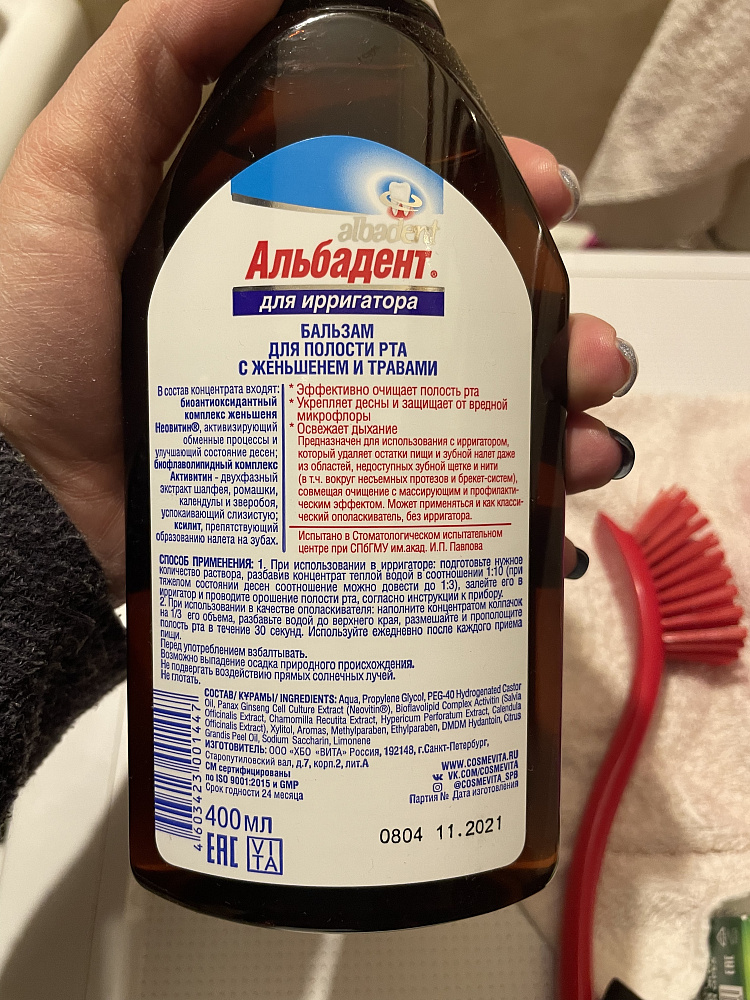 albadent
Альбадент®
для ирригатора
БАЛЬЗАМ
ДЛЯ ПОЛОСТИ РТА
С ЖЕНЬШЕНЕМ И ТРАВАМИ
В состав концентрата входят:
биоантиоксидантный
комплекс женьшеня
Неовитин®, активизирующий
обменные процессы и
улучшающий состояние десен;
биофлаволипидный комплекс
Активитин - двухфазный
экстракт шалфея, ромашки,
календулы и зверобоя,
успокаивающий слизистую;
ксилит, препятствующий
образованию налета на зубах.
* Эффективно очищает полость рта
* Укрепляет десны и защищает от вредной
микрофлоры
* Освежает дыхание
Предназначен для использования с ирригатором,
который удаляет остатки пищи и зубной налет даже
из областей, недоступных зубной щетке и нити
(в т.ч. вокруг несъемных протезов и брекет-систем),
совмещая очищение с массирующим и профилакти-
ческим эффектом. Может применяться и как класси-
ческий ополаскиватель, без ирригатора.
Испытано в Стоматологическом испытательном
центре при СПбГМУ им.акад. И.П. Павлова
СПОСОБ ПРИМЕНЕНИЯ: 1. При использовании в ирригаторе: подготовьте нужное
количество раствора, разбавив концентрат теплой водой в соотношении 1:10 (при
тяжелом состоянии десен соотношение можно довести до 1:3), залейте его в
ирригатор и проводите орошение полости рта, согласно инструкции к прибору.
2. При использовании в качестве ополаскивателя: наполните концентратом колпачок
на 1/3 его объема, разбавьте водой до верхнего края, размешайте и прополощите
полость рта в течение 30 секунд. Используйте ежедневно после каждого приема
пищи.
Перед употреблением взбалтывать.
Возможно выпадение осадка природного происхождения.
Не подвергать воздействию прямых солнечных лучей.
Не глотать.
СОСТАВ/ ҚҰРАМЫ/ INGREDIENTS: Aqua, Propylene Glycol, PEG-40 Hydrogenated Castor
Oil, Panax Ginseng Cell Culture Extract (Neovitin®), Bioflavolipid Complex Activitin (Salvia
Officinalis Extract, Chamomilla Recutita Extract, Hypericum Perforatum Extract, Calendula
Officinalis Extract), Xylitol, Aromas, Methylparaben, Ethylparaben, DMDM Hydantoin, Citrus
Grandis Peel Oil, Sodium Saccharin, Limonene
ИЗГОТОВИТЕЛЬ: ООО «ХБО «ВИТА» Россия, 192148, г.Санкт-Петербург,
Старопутиловский вал, д.7, корп.2, лит.А
СМ сертифицированы
по ISO 9001:2015 и GMP
Срок годности 24 месяца
WWW.COSMEVITA.RU
VK.COM/COSMEVITA
@COSMEVITA_SPB
Партия № Дата изготовления
0804 11.2021
400 мл
ЕАС
VITA
4603423001447